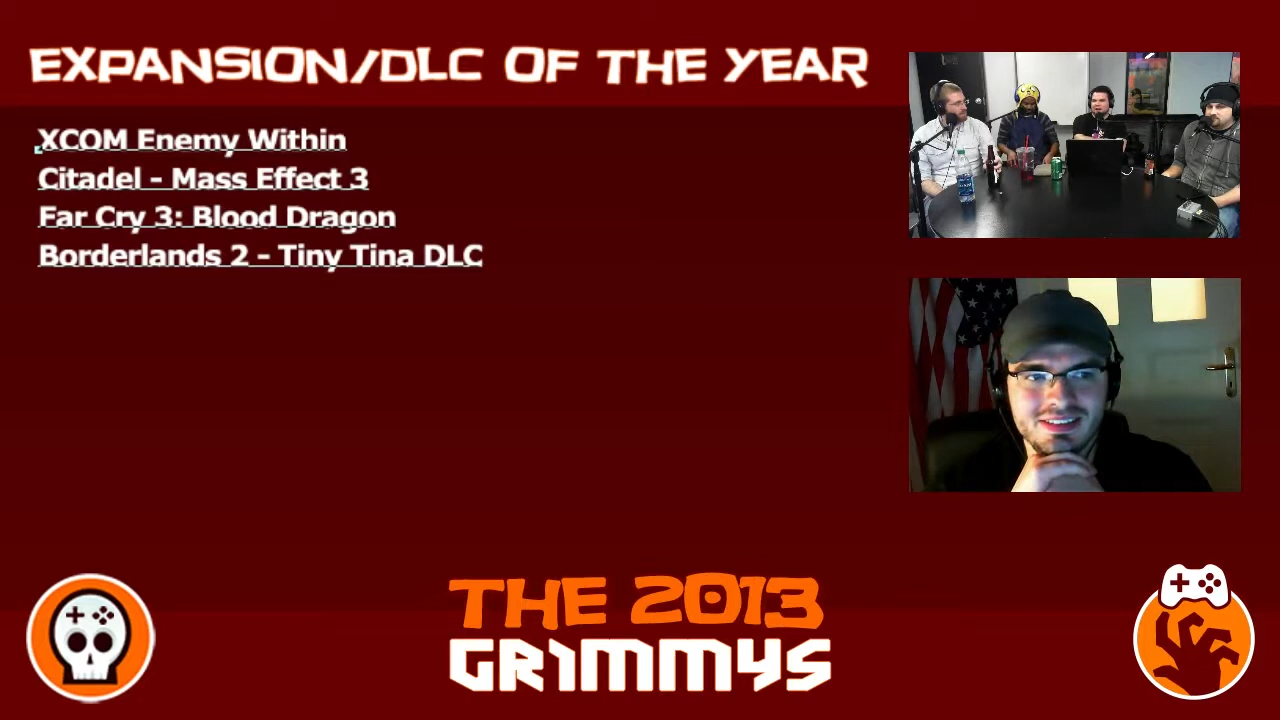 EXPANSION/DLC OF THE YEAR
XCOM Enemy Within
Citadel - Mass Effect 3
Far Cry 3: Blood Dragon
Borderlands 2 - Tiny Tina DLC
THE 2013
GR1MM4S